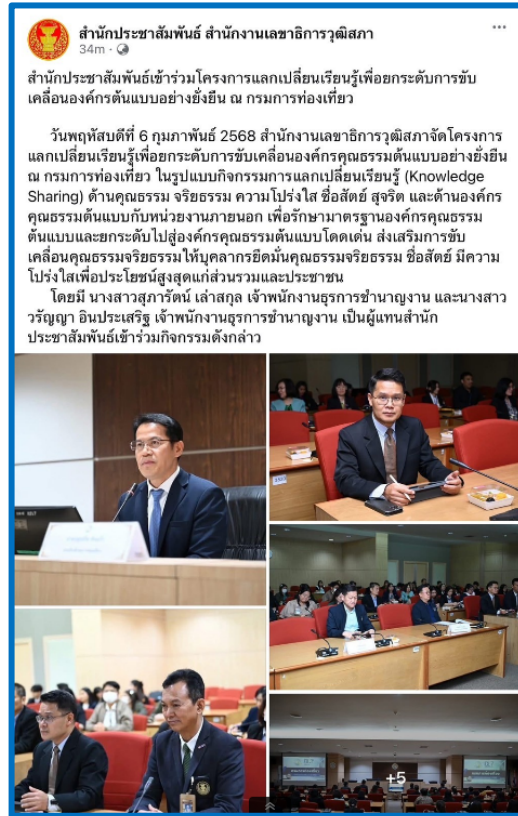 สำนักประชาสัมพันธ์ สำนักงานเลขาธิการวุฒิสภา
34m
สำนักประชาสัมพันธ์เข้าร่วมโครงการแลกเปลี่ยนเรียนรู้เพื่อยกระดับการขับ
เคลื่อนองค์กรต้นแบบอย่างยั่งยืน ณ กรมการท่องเที่ยว
วันพฤหัสบดีที่ 6 กุมภาพันธ์ 2568 สำนักงานเลขาธิการวุฒิสภาจัดโครงการ
แลกเปลี่ยนเรียนรู้เพื่อยกระดับการขับเคลื่อนองค์กรคุณธรรมต้นแบบอย่างยั่งยืน
ณ กรมการท่องเที่ยว ในรูปแบบกิจกรรมการแลกเปลี่ยนเรียนรู้ (Knowledge
Sharing) ด้านคุณธรรม จริยธรรม ความโปร่งใส ซื่อสัตย์ สุจริต และด้านองค์กร
คุณธรรมต้นแบบกับหน่วยงานภายนอก เพื่อรักษามาตรฐานองค์กรคุณธรรม
ต้นแบบและยกระดับไปสู่องค์กรคุณธรรมต้นแบบโดดเด่น ส่งเสริมการขับ
เคลื่อนคุณธรรมจริยธรรมให้บุคลากรยึดมั่นคุณธรรมจริยธรรม ซื่อสัตย์ มีความ
โปร่งใสเพื่อประโยชน์สูงสุดแก่ส่วนรวมและประชาชน
โดยมี นางสาวสุภารัตน์ เล่าสกุล เจ้าพนักงานธุรการชำนาญงาน และนางสาว
วรัญญา อินประเสริฐ เจ้าพนักงานธุรการชำนาญงาน เป็นผู้แทนสำนัก
ประชาสัมพันธ์เข้าร่วมกิจกรรมดังกล่าว
+5